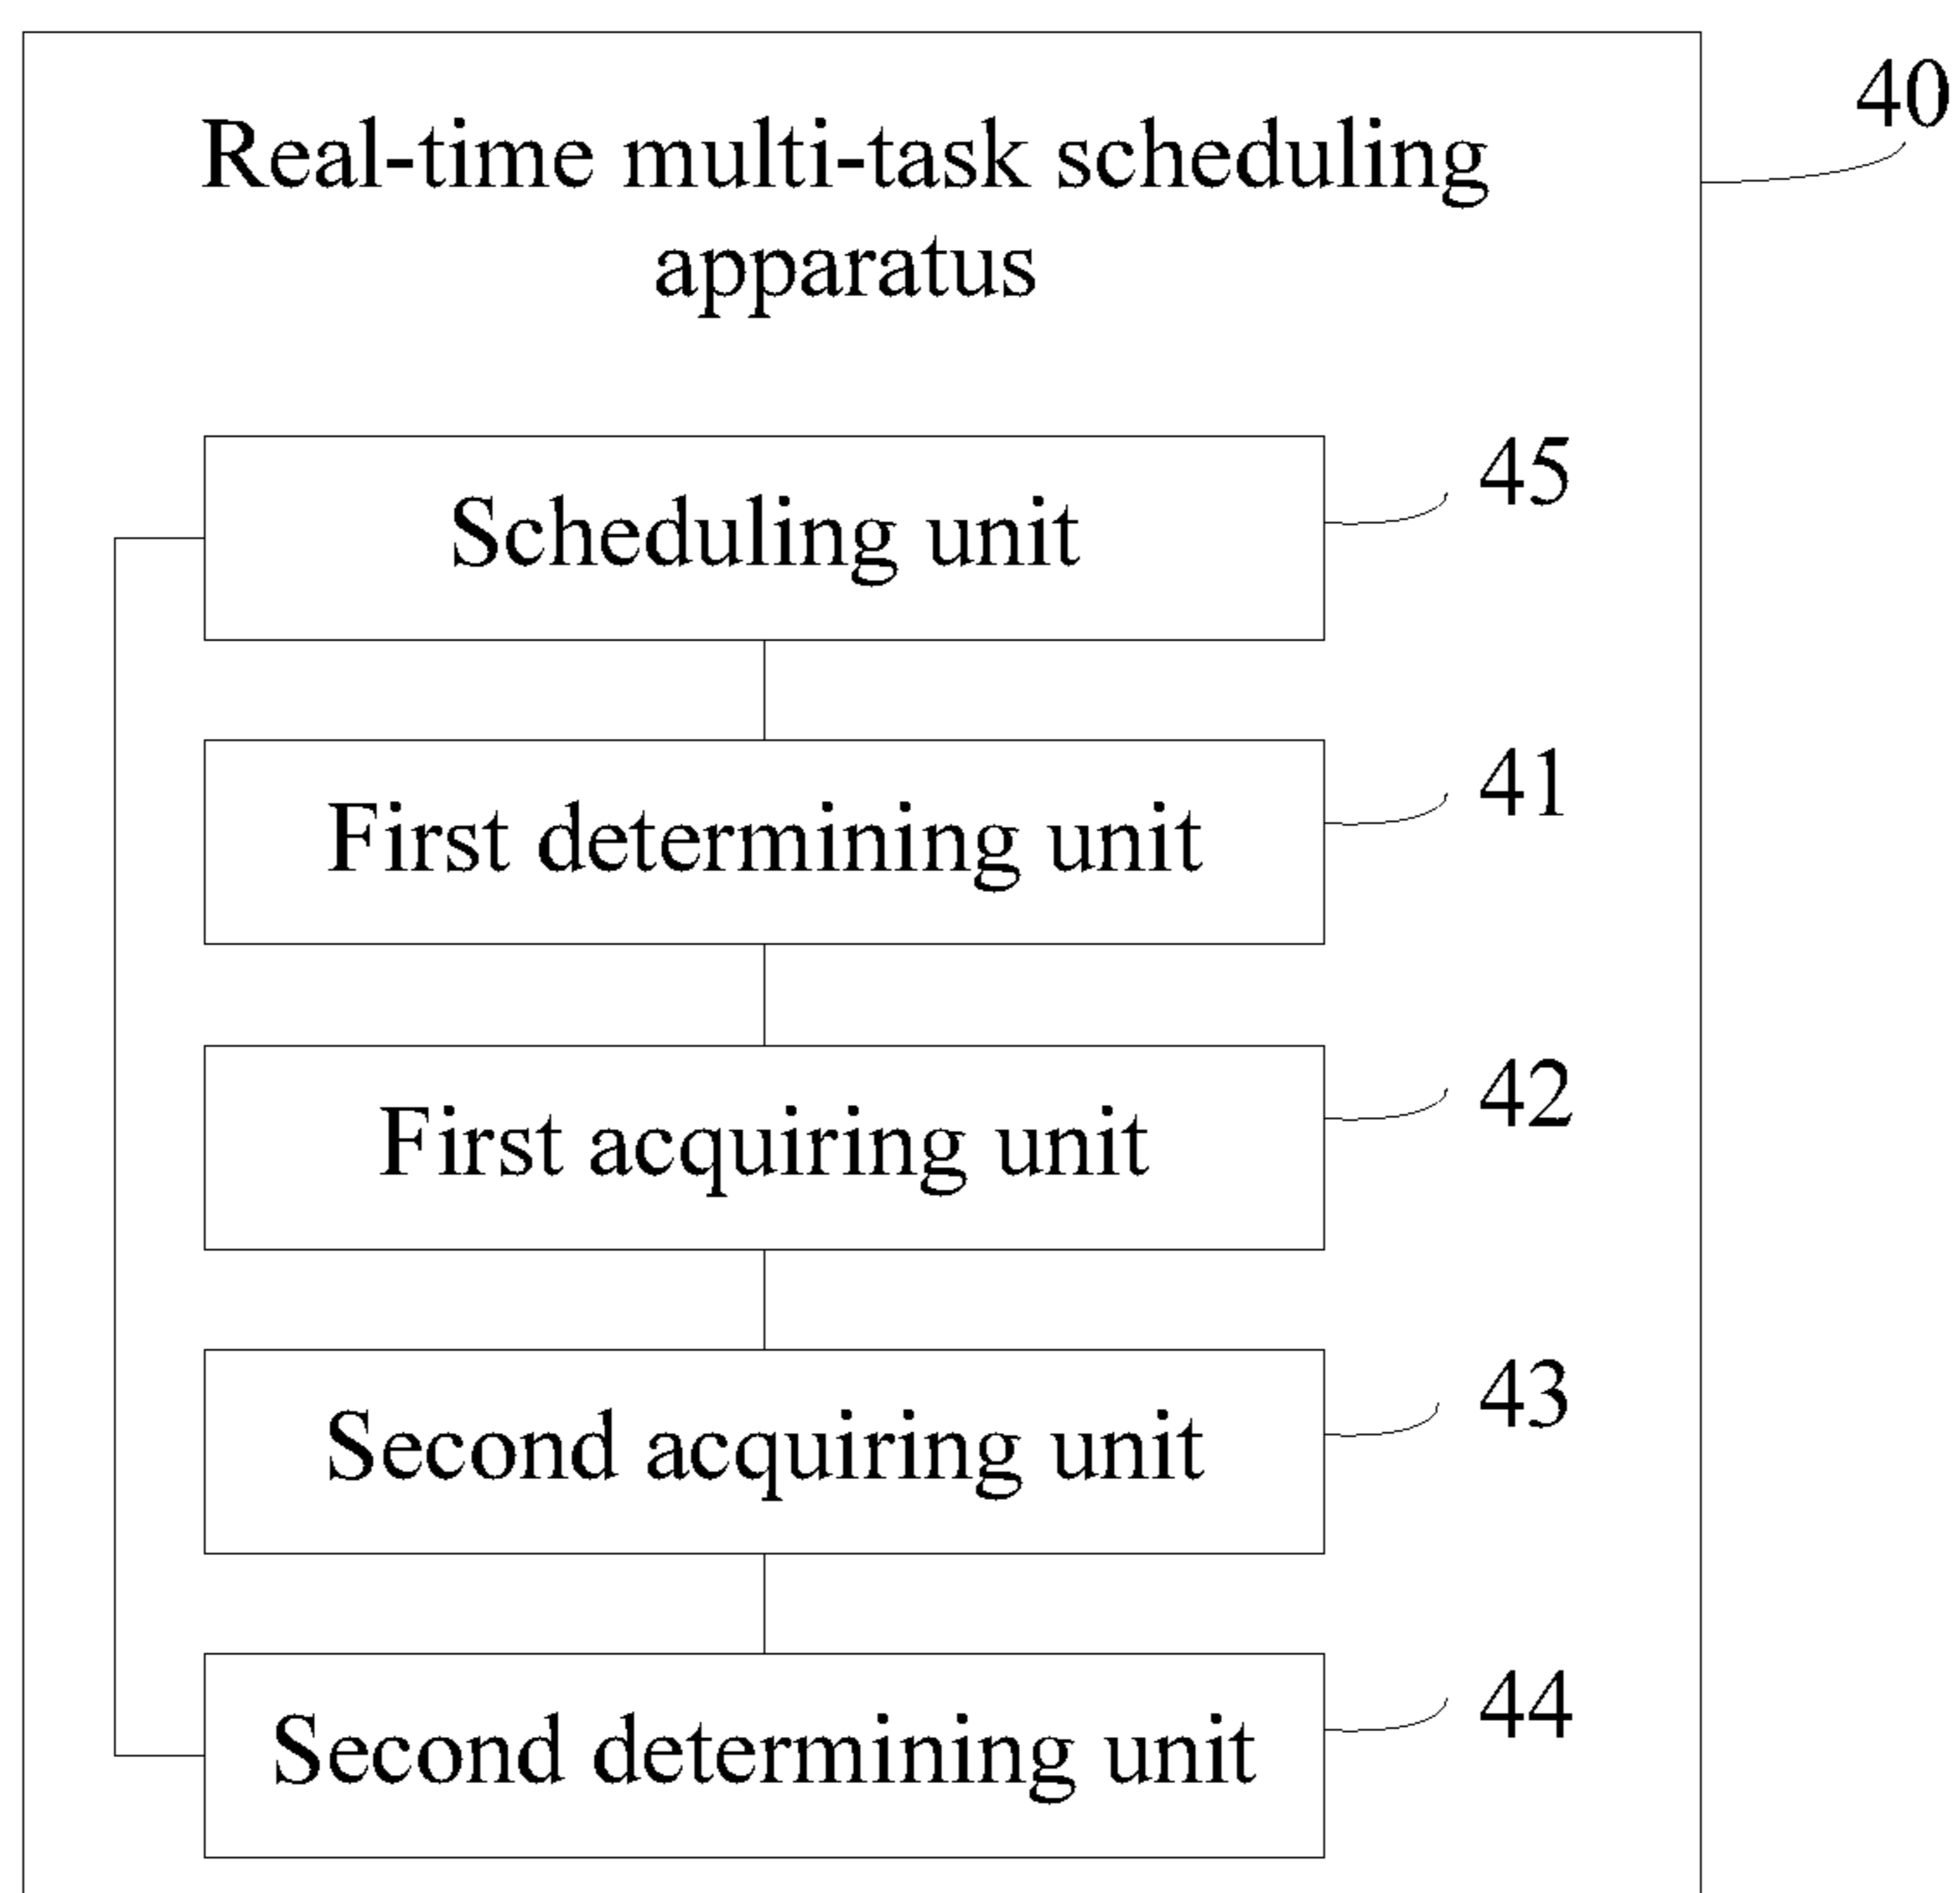 40
Real-time multi-task scheduling
apparatus
Scheduling unit
45
First determining unit
41
First acquiring unit
42
Second acquiring unit
43
Second determining unit
44